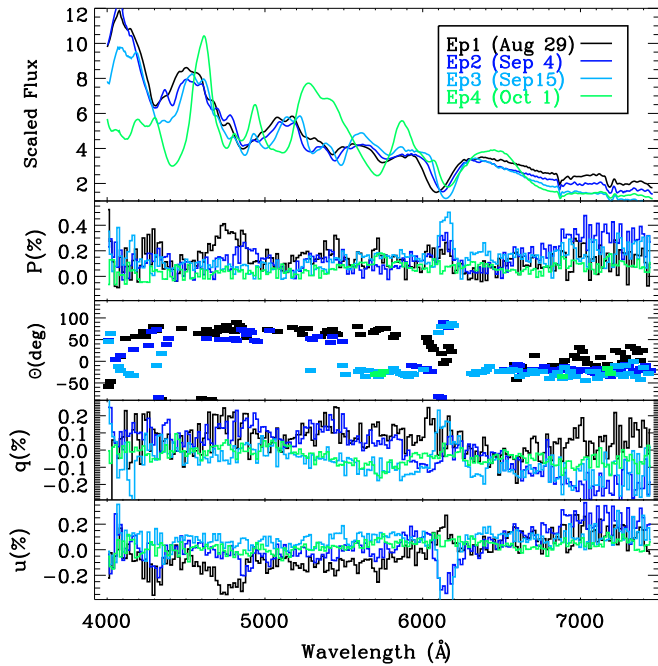 12
10
8
6
4
2
Scaled Flux
Ep1 (Aug 29)
Ep2 (Sep 4)
Ep3 (Sep15)
Ep4 (Oct 1)
0.4
0.2
0.0
P(%)
100
50
0
-50
Θ(deg)
0.2
0.1
0.0
-0.1
-0.2
q(%)
0.2
0.0
-0.2
u(%)
4000
5000
6000
7000
Wavelength (Å)